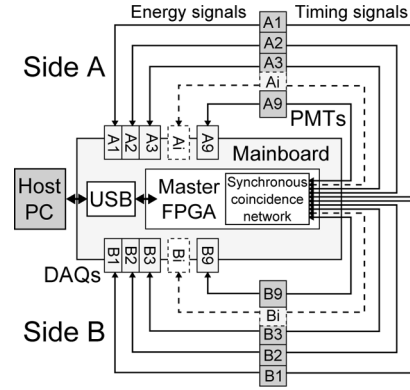 Energy signals
Timing signals
A1
A2
A3
Ai
A9
Side A
PMTs
A1 A2 A3 Ai A9
Mainboard
Host
PC
USB
Master
FPGA
Synchronous
coincidence
network
DAQs
B1 B2 B3 Bi B9
Side B
B9
Bi
B3
B2
B1